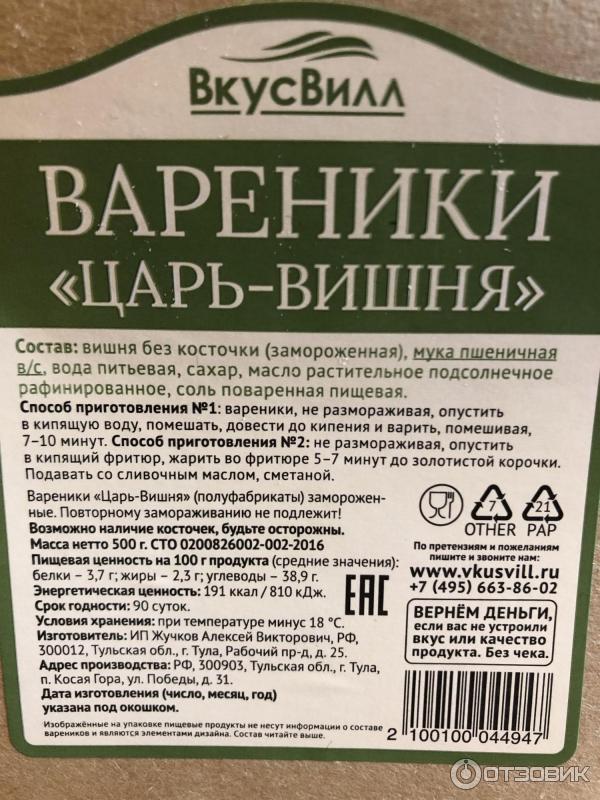 ВкусВилл
ВАРЕНИКИ
«ЦАРЬ-ВИШНЯ»
Состав: вишня без косточки (замороженная), мука пшеничная
в/с, вода питьевая, сахар, масло растительное подсолнечное
рафинированное, соль поваренная пищевая.
Способ приготовления №1: вареники, не размораживая, опустить
в кипящую воду, помешать, довести до кипения и варить, помешивая,
7–10 минут. Способ приготовления №2: не размораживая, опустить
в кипящий фритюр, жарить во фритюре 5–7 минут до золотистой корочки.
Подавать со сливочным маслом, сметаной.
Вареники «Царь-Вишня» (полуфабрикаты) заморожен-
ные. Повторному замораживанию не подлежит!
Возможно наличие косточек, будьте осторожны.
Масса нетто 500 г. СТО 0200826002-002-2016
Пищевая ценность на 100 г продукта (средние значения):
белки – 3,7 г; жиры – 2,3 г; углеводы – 38,9 г.
Энергетическая ценность: 191 ккал / 810 кДж.
Срок годности: 90 суток.
Условия хранения: при температуре минус 18 °С.
Изготовитель: ИП Жучков Алексей Викторович, РФ,
300012, Тульская обл., г. Тула, Рабочий пр-д, д. 25.
Адрес производства: РФ, 300903, Тульская обл., г. Тула,
п. Косая Гора, ул. Победы, д. 31.
Дата изготовления (число, месяц, год)
указана под окошком.
Изображённые на упаковке пищевые продукты не несут информации о составе
вареников и являются элементами дизайна. Состав читайте выше.
EAC
7 21
OTHER PAP
По претензиям и пожеланиям
пишите и звоните нам:
www.vkusvill.ru
+7 (495) 663-86-02
ВЕРНЁМ ДЕНЬГИ,
если вас не устроили
вкус или качество
продукта. Без чека.
2 100100 044947
ОТЗОВИК